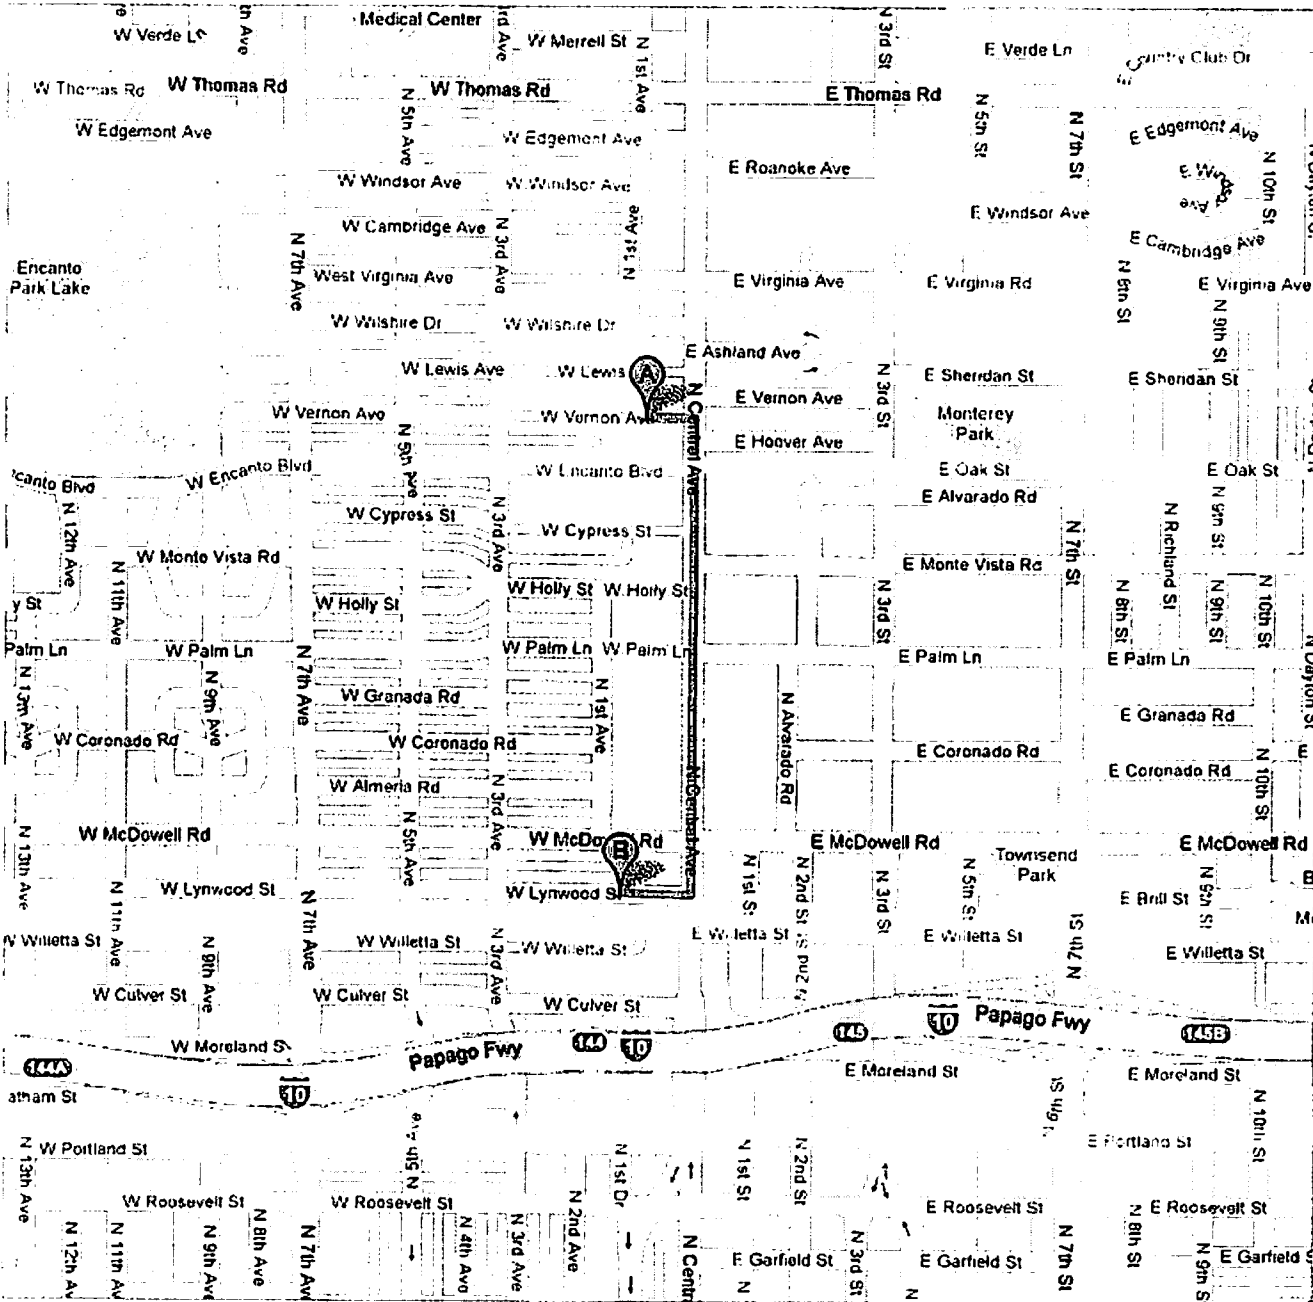 Medical Center
W Merrell St
N 1st Ave
N 3rd St
E Verde Ln
W Thomas Rd
W Thomas Rd
W Thomas Rd
E Thomas Rd
W Edgemont Ave
N 5th Ave
W Edgemont Ave
N 5th St
N 7th St
E Edgemont Ave
E Roanoke Ave
W Windsor Ave
W Windsor Ave
N 10th St
N 1st Ave
E Windsor Ave
W Cambridge Ave
N 3rd Ave
E Cambridge Ave
N 7th Ave
Encanto
Park Lake
West Virginia Ave
E Virginia Ave
E Virginia Rd
N 8th St
E Virginia Ave
W Wilshire Dr
W Wilshire Dr
N 9th St
E Ashland Ave
W Lewis Ave
W Lewis
A
N 3rd St
E Sheridan St
E Sheridan St
W Vernon Ave
W Vernon Av
N Central Ave
E Vernon Ave
Monterey
Park
N 5th Ave
E Hoover Ave
canto Blvd
W Encanto Blvd
W Encanto Blvd
E Oak St
E Oak St
E Alvarado Rd
N 12th Ave
W Cypress St
N 3rd Ave
W Cypress St
N 7th St
N Richland St
N 9th St
W Monte Vista Rd
E Monte Vista Rd
N 11th Ave
y St
W Holly St
W Holly St
W Holly St
N 3rd St
N 8th St
N 9th St
N 10th St
Palm Ln
W Palm Ln
N 7th Ave
W Palm Ln
W Palm Ln
E Palm Ln
E Palm Ln
N 13th Ave
N 9th Ave
W Granada Rd
N 1st Ave
N Alvarado Rd
E Granada Rd
W Coronado Rd
W Coronado Rd
E Coronado Rd
E Coronado Rd
N 10th St
W Almeria Rd
N 3rd Ave
N Central Ave
N 13th Ave
W McDowell Rd
N 5th Ave
W McDo
Rd
B
E McDowell Rd
Townsend
Park
E McDowell Rd
W Lynwood St
W Lynwood S
N 1st St
N 2nd St
N 3rd St
N 5th St
E Brill St
N 9th St
N 11th Ave
N 7th Ave
W Willetta St
N 9th Ave
W Willetta St
N 3rd Ave
W Willetta St
E Willetta St
N 2nd St
E Willetta St
N 7th St
E Willetta St
W Culver St
W Culver St
W Culver St
W Moreland S
Papago Fwy
144
10
145
10
Papago Fwy
145B
144A
10
E Moreland St
E Moreland St
atham St
N 10th St
W Portland St
N 13th Ave
N 5th Ave
N 1st Dr
N 1st St
N 2nd St
E Portland St
W Roosevelt St
W Roosevelt St
E Roosevelt St
E Roosevelt St
N 12th Av
N 11th Ave
N 9th Ave
N 8th Ave
N 7th Ave
N 4th Ave
N 3rd Ave
N 2nd Ave
N Centr
E Garfield St
N 3rd St
E Garfield St
N 7th St
N 8th St
N 9th S
E Garfield S